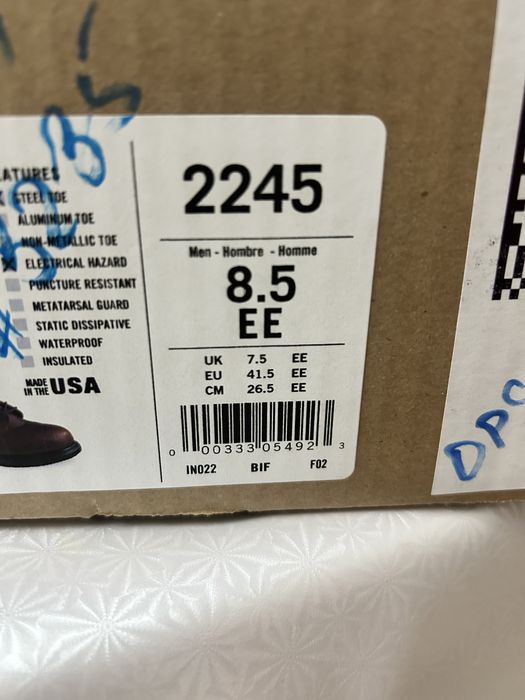 ATURES
STEEL TOE
ALUMINUM TOE
NON-METALLIC TOE
ELECTRICAL HAZARD
PUNCTURE RESISTANT
METATARSAL GUARD
STATIC DISSIPATIVE
WATERPROOF
INSULATED
MADE IN THE USA
2245
Men - Hombre - Homme
8.5
EE
UK 7.5 EE
EU 41.5 EE
CM 26.5 EE
0 00333 05492 3
IN022 BIF F02
DPC